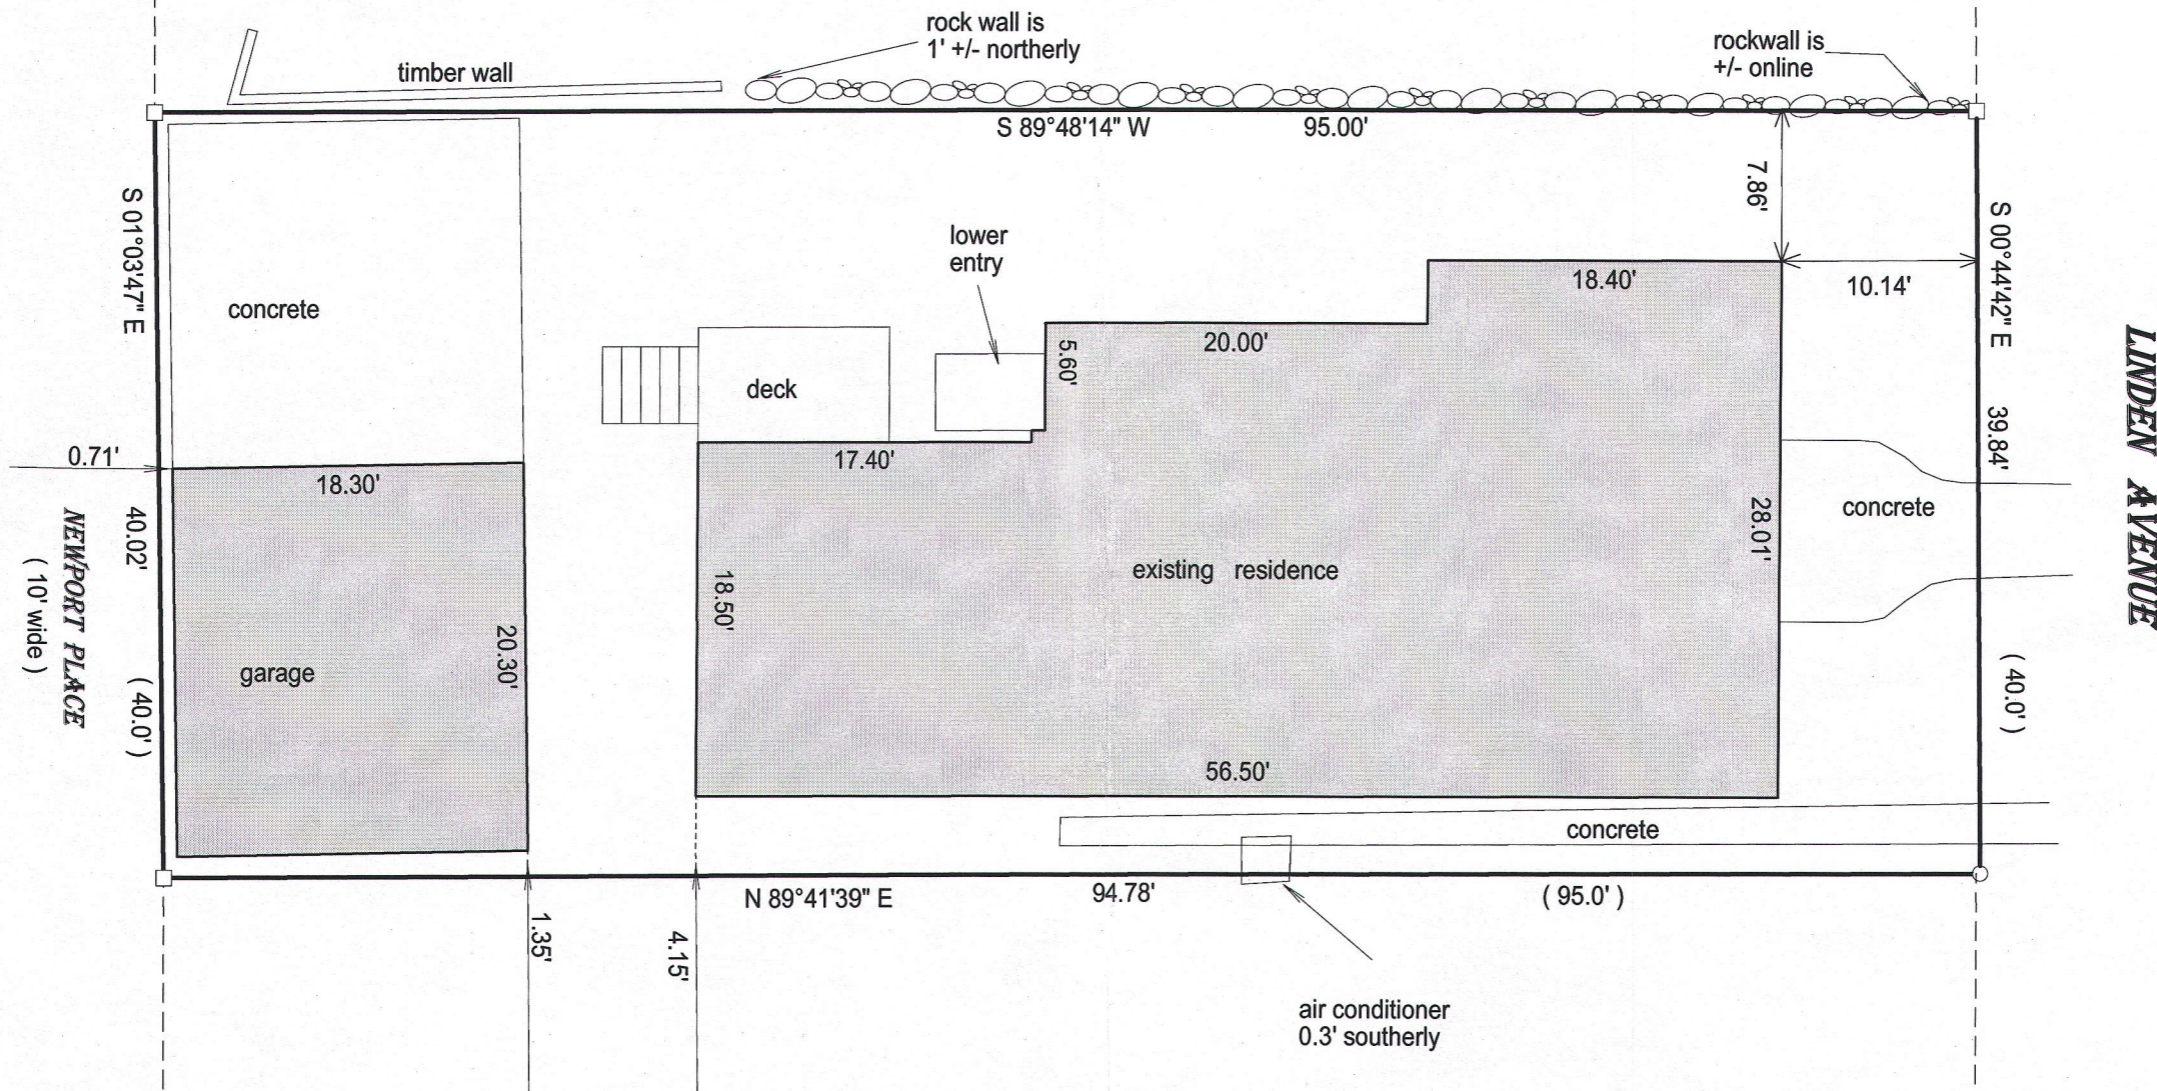 rock wall is
1' +/- northerly
rockwall is
+/- online
timber wall
S 89°48'14" W 95.00'
7.86'
S 01°03'47" E 40.02' ( 40.0' )
S 00°44'42" E 39.84' ( 40.0' )
lower
entry
concrete
18.40'
10.14'
LINDEN AVENUE
20.00'
5.60'
deck
17.40'
0.71'
18.30'
NEWPORT PLACE
( 10' wide )
concrete
28.01'
existing residence
18.50'
20.30'
garage
56.50'
concrete
N 89°41'39" E 94.78' ( 95.0' )
1.35'
4.15'
air conditioner
0.3' southerly